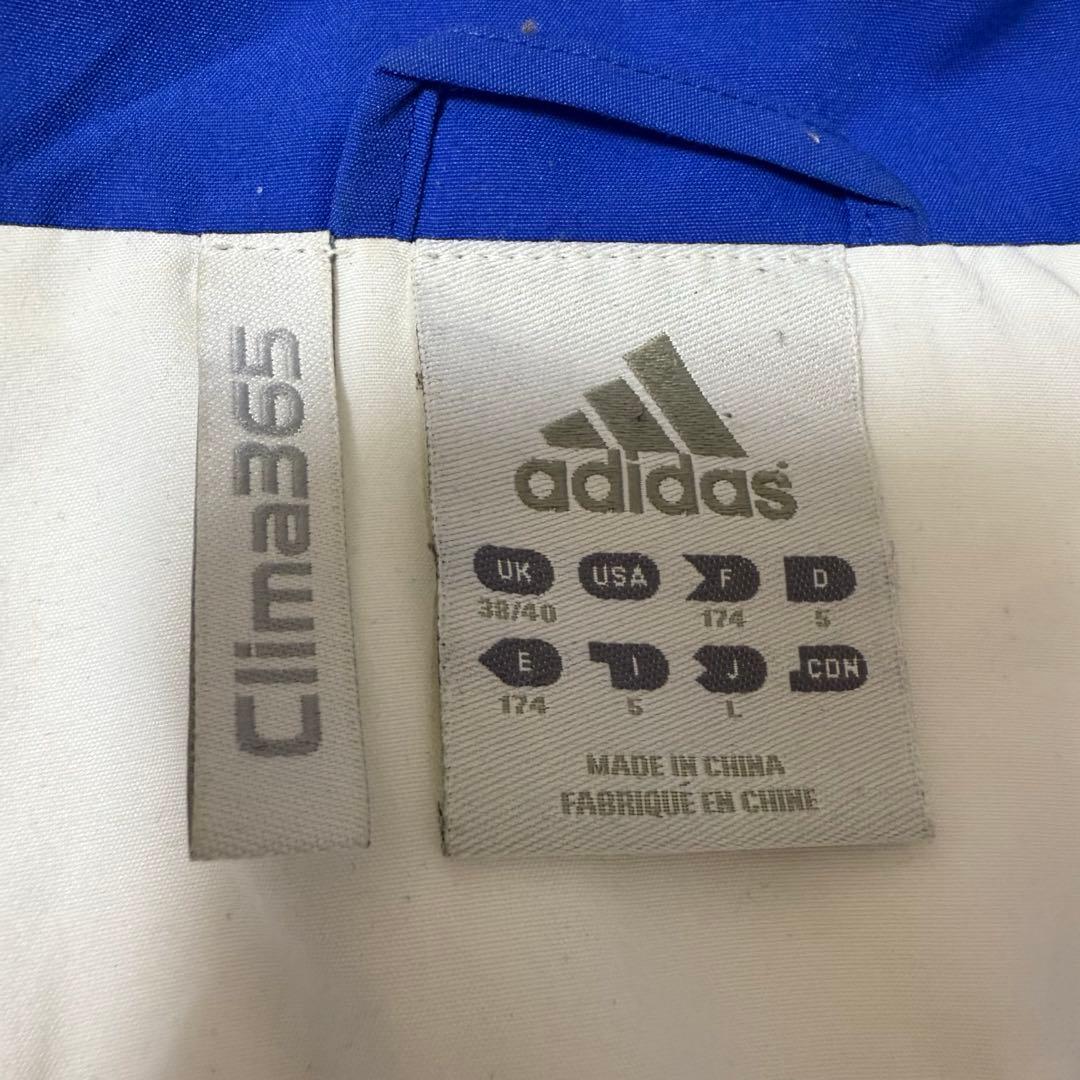 Clima365
adidas
UK USA F D
38/40 174 5
E I J CDN
174 5 L
MADE IN CHINA
FABRIQUÉ EN CHINE